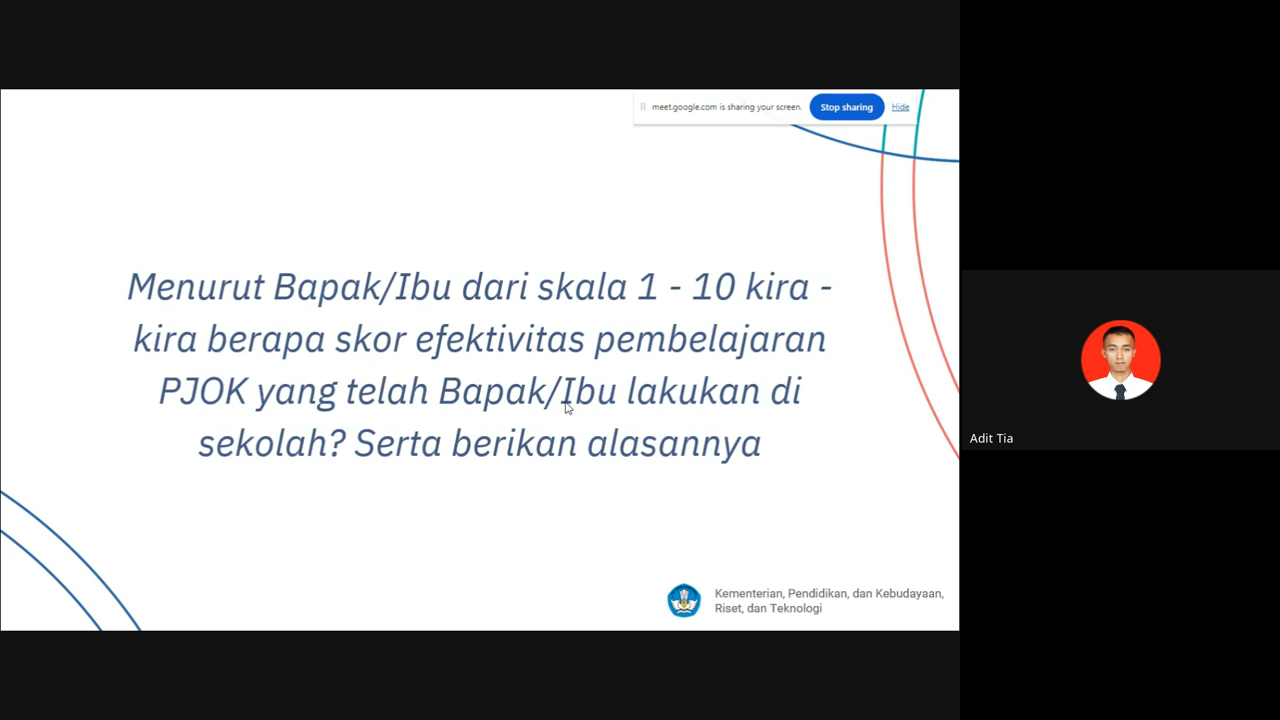 meet.google.com is sharing your screen.
Stop sharing
Hide
Menurut Bapak/Ibu dari skala 1 - 10 kira -
kira berapa skor efektivitas pembelajaran
PJOK yang telah Bapak/Ibu lakukan di
sekolah? Serta berikan alasannya
Adit Tia
Kementerian, Pendidikan, dan Kebudayaan,
Riset, dan Teknologi